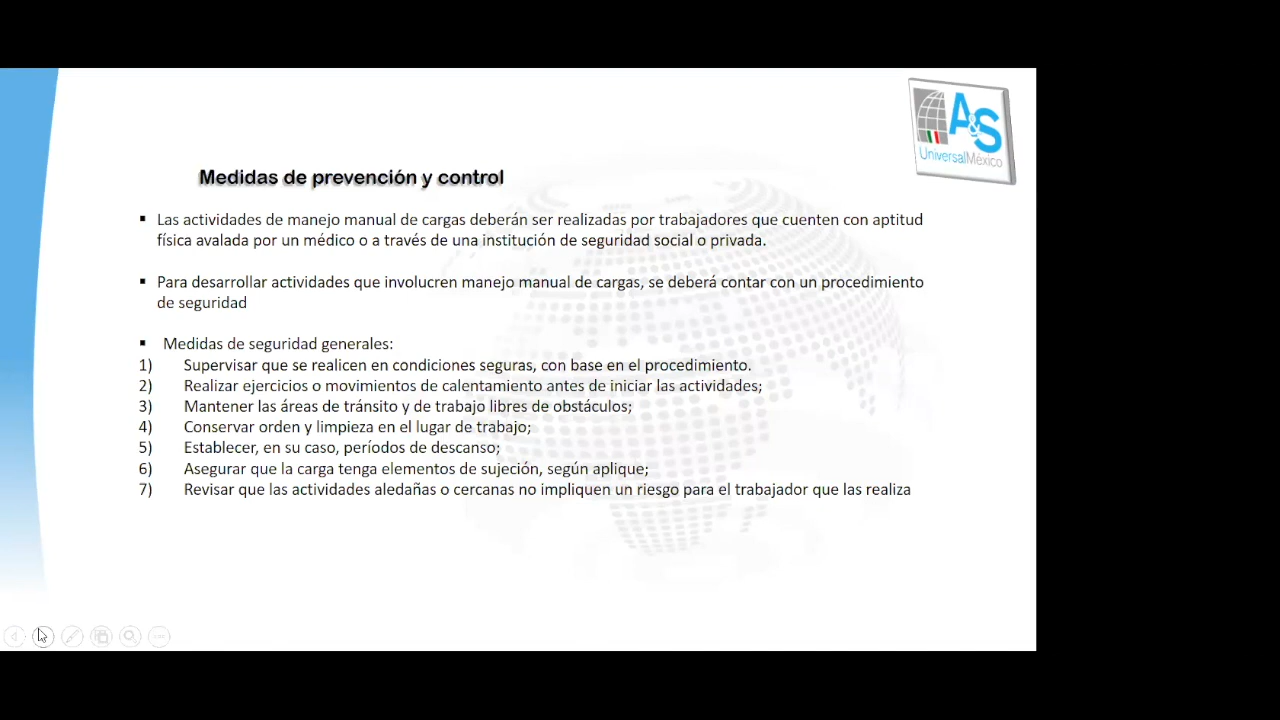 A&S
UniversalMéxico
Medidas de prevención y control
▪ Las actividades de manejo manual de cargas deberán ser realizadas por trabajadores que cuenten con aptitud
física avalada por un médico o a través de una institución de seguridad social o privada.
▪ Para desarrollar actividades que involucren manejo manual de cargas, se deberá contar con un procedimiento
de seguridad
▪ Medidas de seguridad generales:
1) Supervisar que se realicen en condiciones seguras, con base en el procedimiento.
2) Realizar ejercicios o movimientos de calentamiento antes de iniciar las actividades;
3) Mantener las áreas de tránsito y de trabajo libres de obstáculos;
4) Conservar orden y limpieza en el lugar de trabajo;
5) Establecer, en su caso, períodos de descanso;
6) Asegurar que la carga tenga elementos de sujeción, según aplique;
7) Revisar que las actividades aledañas o cercanas no impliquen un riesgo para el trabajador que las realiza